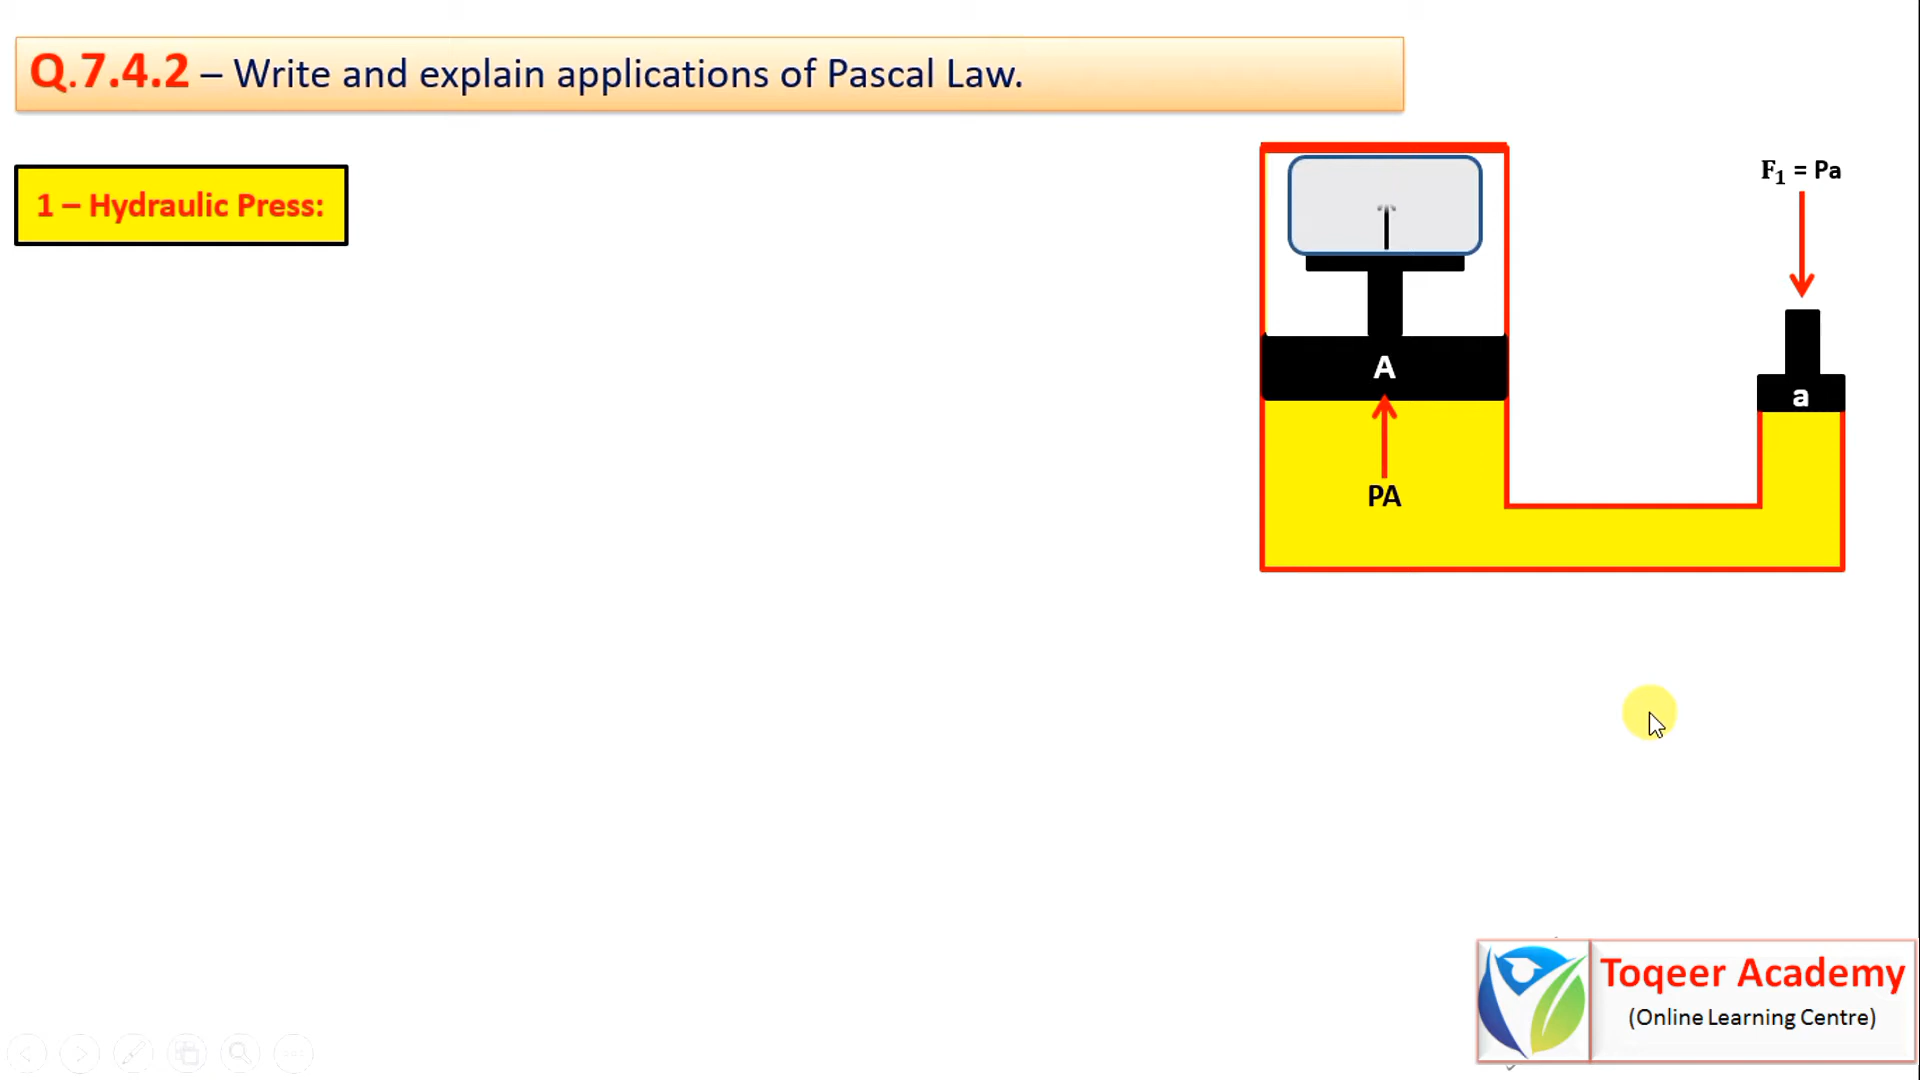 Q.7.4.2 – Write and explain applications of Pascal Law.
1 – Hydraulic Press:
F₁ = Pa
A
a
PA
Toqeer Academy
(Online Learning Centre)